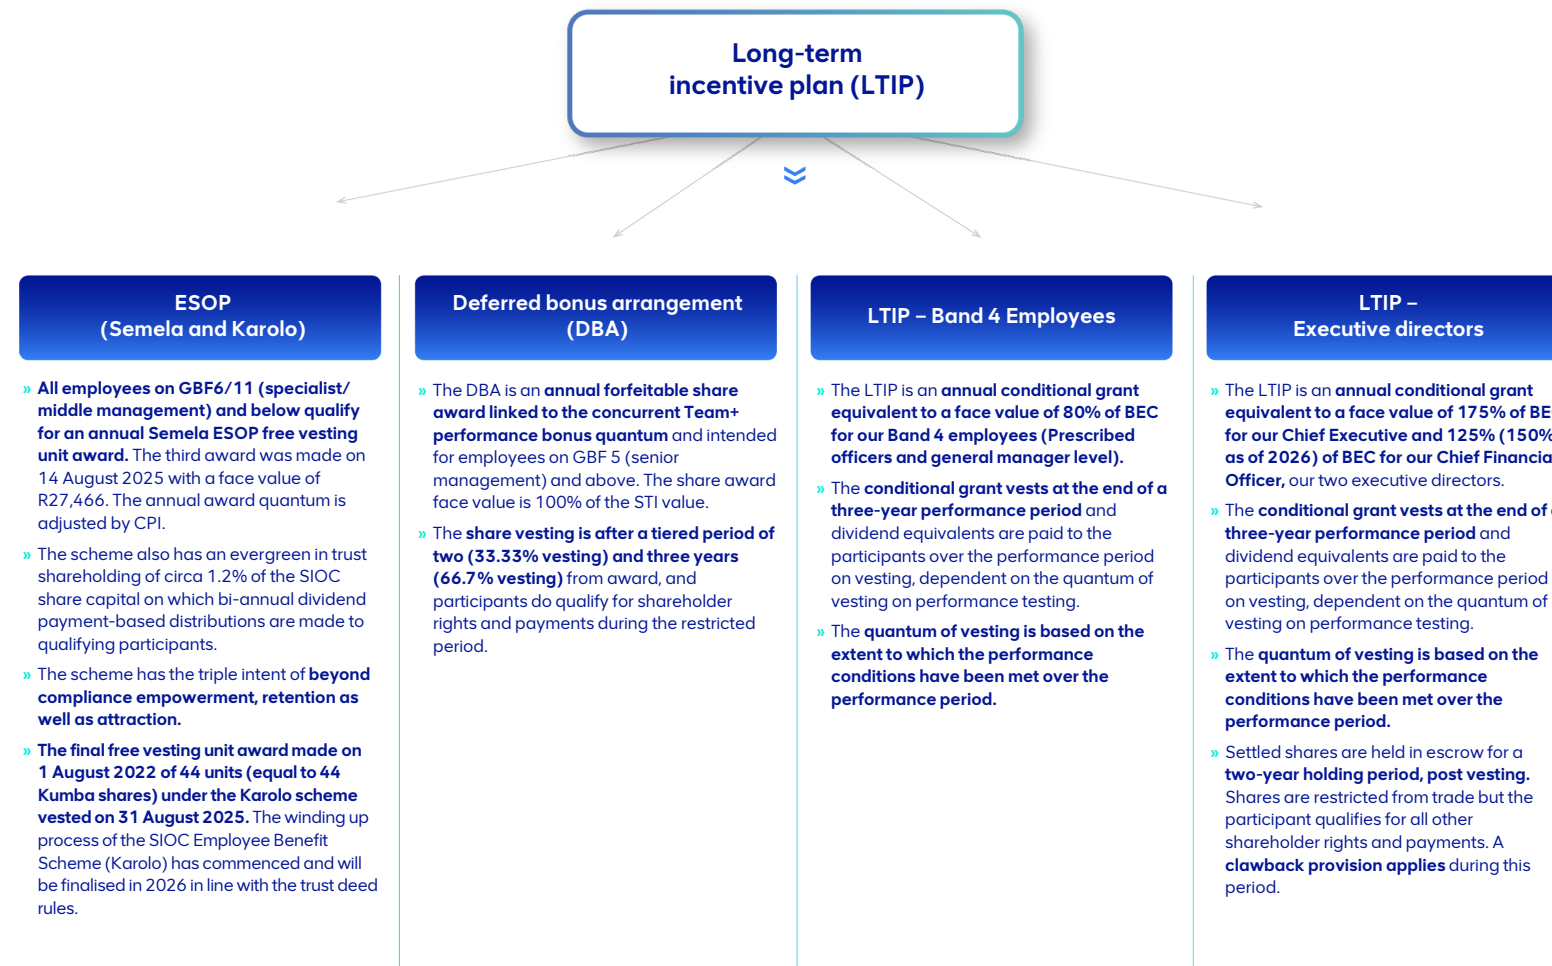 Long-term
incentive plan (LTIP)
ESOP
(Semela and Karolo)
» All employees on GBF6/11 (specialist/
middle management) and below qualify
for an annual Semela ESOP free vesting
unit award. The third award was made on
14 August 2025 with a face value of
R27,466. The annual award quantum is
adjusted by CPI.
» The scheme also has an evergreen in trust
shareholding of circa 1.2% of the SIOC
share capital on which bi-annual dividend
payment-based distributions are made to
qualifying participants.
» The scheme has the triple intent of beyond
compliance empowerment, retention as
well as attraction.
» The final free vesting unit award made on
1 August 2022 of 44 units (equal to 44
Kumba shares) under the Karolo scheme
vested on 31 August 2025. The winding up
process of the SIOC Employee Benefit
Scheme (Karolo) has commenced and will
be finalised in 2026 in line with the trust deed
rules.
Deferred bonus arrangement
(DBA)
» The DBA is an annual forfeitable share
award linked to the concurrent Team+
performance bonus quantum and intended
for employees on GBF 5 (senior
management) and above. The share award
face value is 100% of the STI value.
» The share vesting is after a tiered period of
two (33.33% vesting) and three years
(66.7% vesting) from award, and
participants do qualify for shareholder
rights and payments during the restricted
period.
LTIP – Band 4 Employees
» The LTIP is an annual conditional grant
equivalent to a face value of 80% of BEC
for our Band 4 employees (Prescribed
officers and general manager level).
» The conditional grant vests at the end of a
three-year performance period and
dividend equivalents are paid to the
participants over the performance period
on vesting, dependent on the quantum of
vesting on performance testing.
» The quantum of vesting is based on the
extent to which the performance
conditions have been met over the
performance period.
LTIP –
Executive directors
» The LTIP is an annual conditional grant
equivalent to a face value of 175% of BE
for our Chief Executive and 125% (150%
as of 2026) of BEC for our Chief Financia
Officer, our two executive directors.
» The conditional grant vests at the end of
three-year performance period and
dividend equivalents are paid to the
participants over the performance period
on vesting, dependent on the quantum of
vesting on performance testing.
» The quantum of vesting is based on the
extent to which the performance
conditions have been met over the
performance period.
» Settled shares are held in escrow for a
two-year holding period, post vesting.
Shares are restricted from trade but the
participant qualifies for all other
shareholder rights and payments. A
clawback provision applies during this
period.